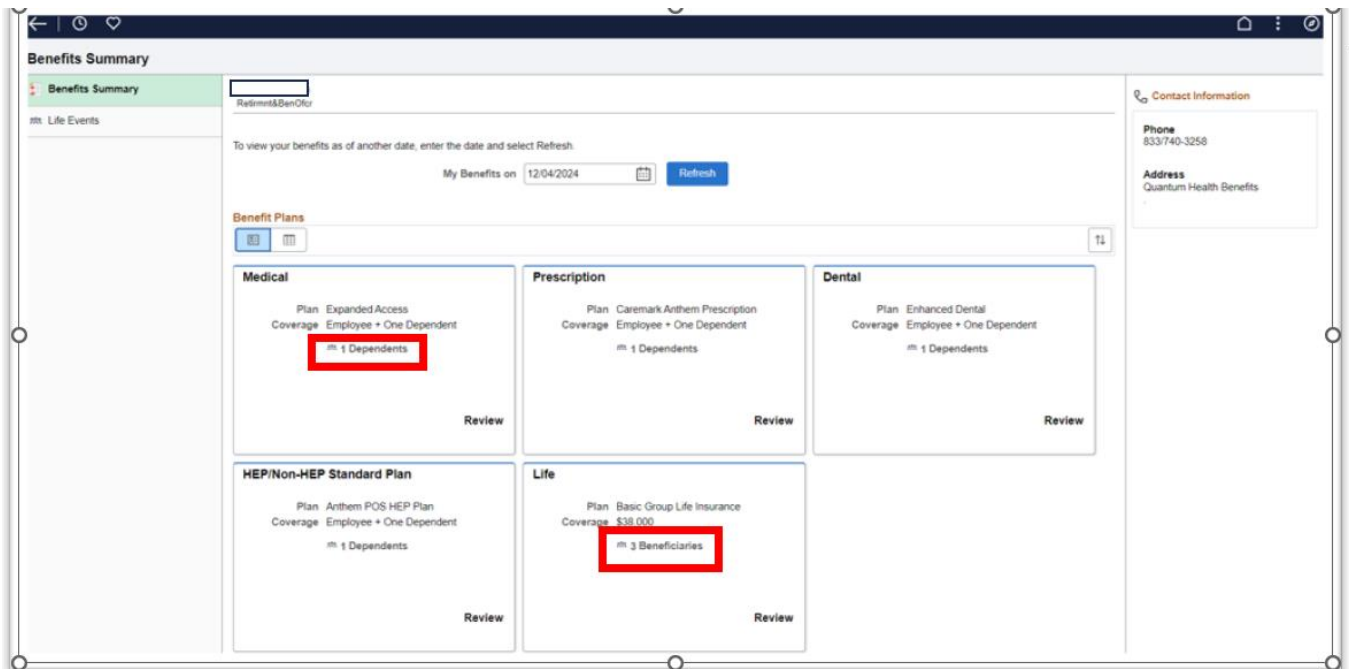 Benefits Summary
Benefits Summary
Life Events
Retirmnt&BenOfcr
To view your benefits as of another date, enter the date and select Refresh.
My Benefits on 12/04/2024 Refresh
Benefit Plans
Medical
Plan Expanded Access
Coverage Employee + One Dependent
1 Dependents
Review
Prescription
Plan Caremark Anthem Prescription
Coverage Employee + One Dependent
1 Dependents
Review
Dental
Plan Enhanced Dental
Coverage Employee + One Dependent
1 Dependents
Review
HEP/Non-HEP Standard Plan
Plan Anthem POS HEP Plan
Coverage Employee + One Dependent
1 Dependents
Review
Life
Plan Basic Group Life Insurance
Coverage $38,000
3 Beneficiaries
Review
Contact Information
Phone
833/740-3258
Address
Quantum Health Benefits